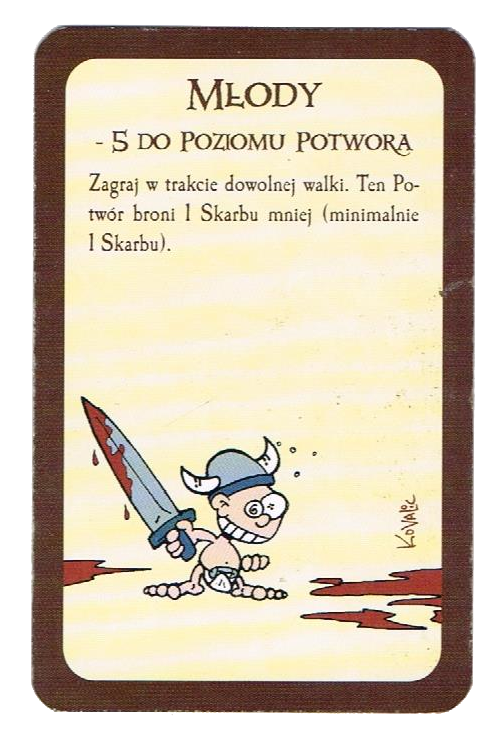 Młody
- 5 do Poziomu Potwora
Zagraj w trakcie dowolnej walki. Ten Po-
twór broni 1 Skarbu mniej (minimalnie
1 Skarbu).
Kovalic